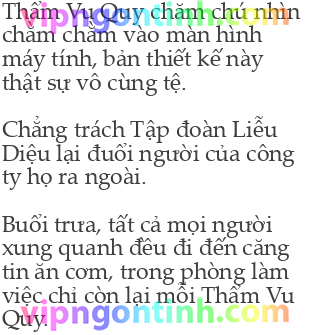 Thẩm Vu Quy chăm chú nhìn
vipngontinh.com
chằm chằm vào màn hình
máy tính, bản thiết kế này
thật sự vô cùng tệ.
Chẳng trách Tập đoàn Liễu
Diệu lại đuổi người của công
ty họ ra ngoài.
Buổi trưa, tất cả mọi người
xung quanh đều đi đến căng
tin ăn cơm, trong phòng làm
việc chỉ còn lại mỗi Thẩm Vu
Quy.
vipngontinh.com